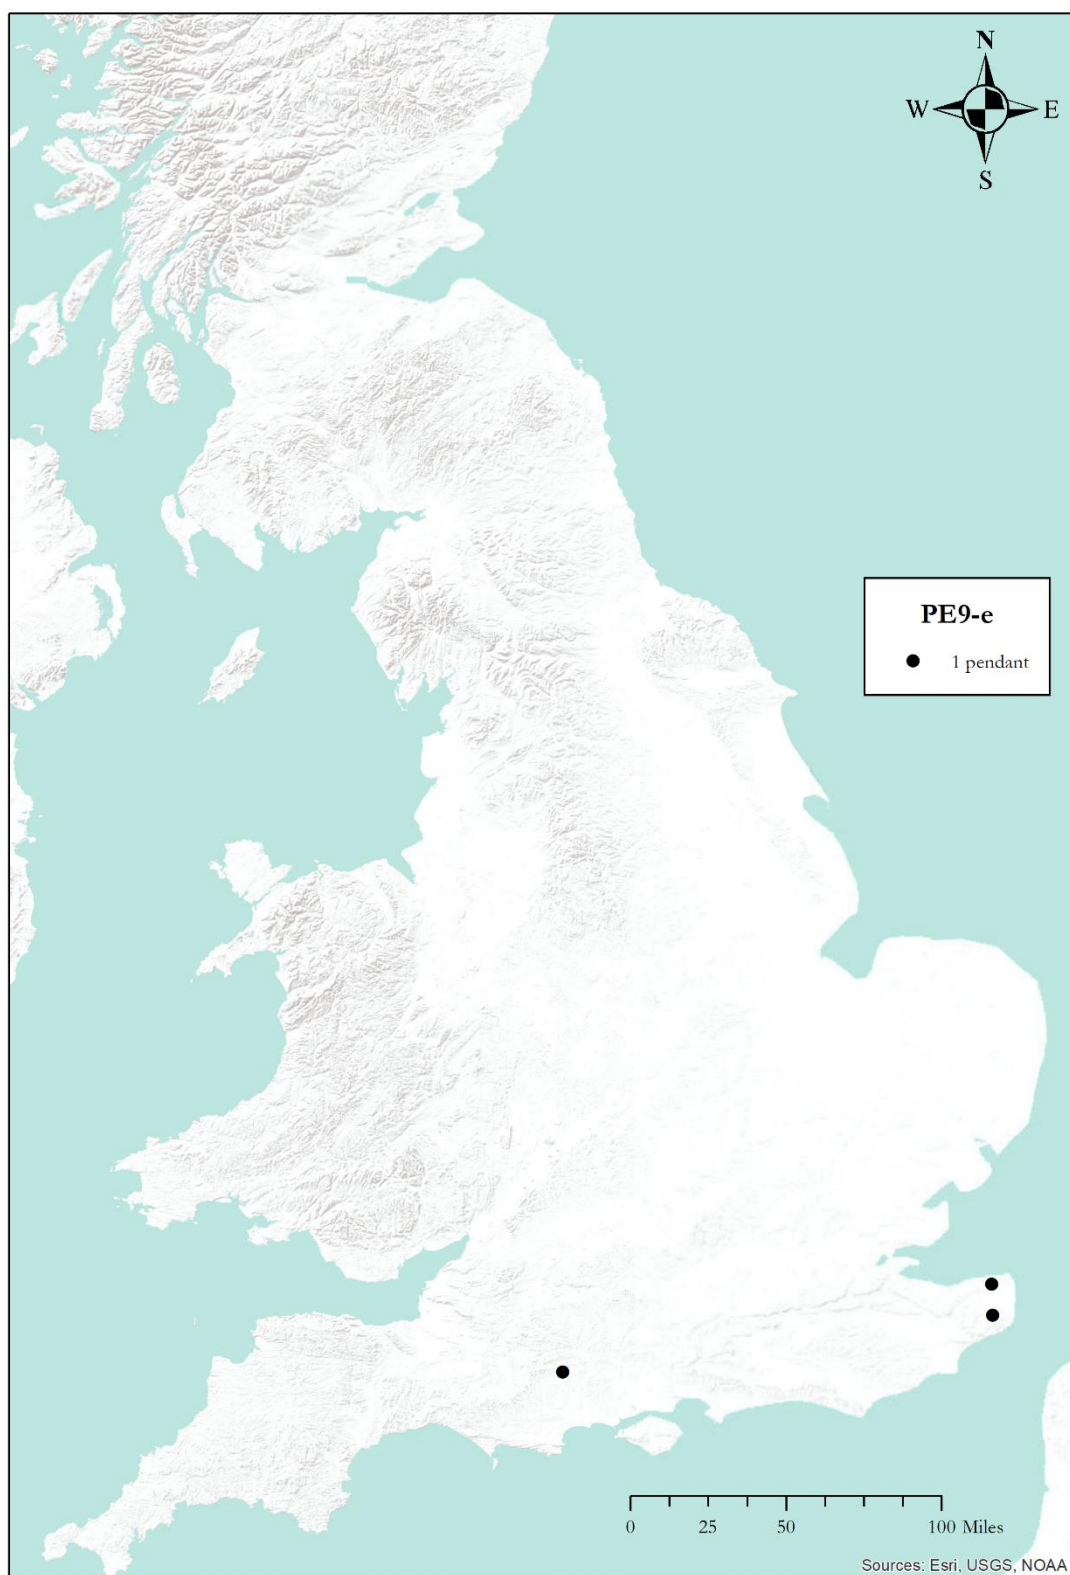 N
W E
S
PE9-e
1 pendant
0 25 50 100 Miles
Sources: Esri, USGS, NOAA